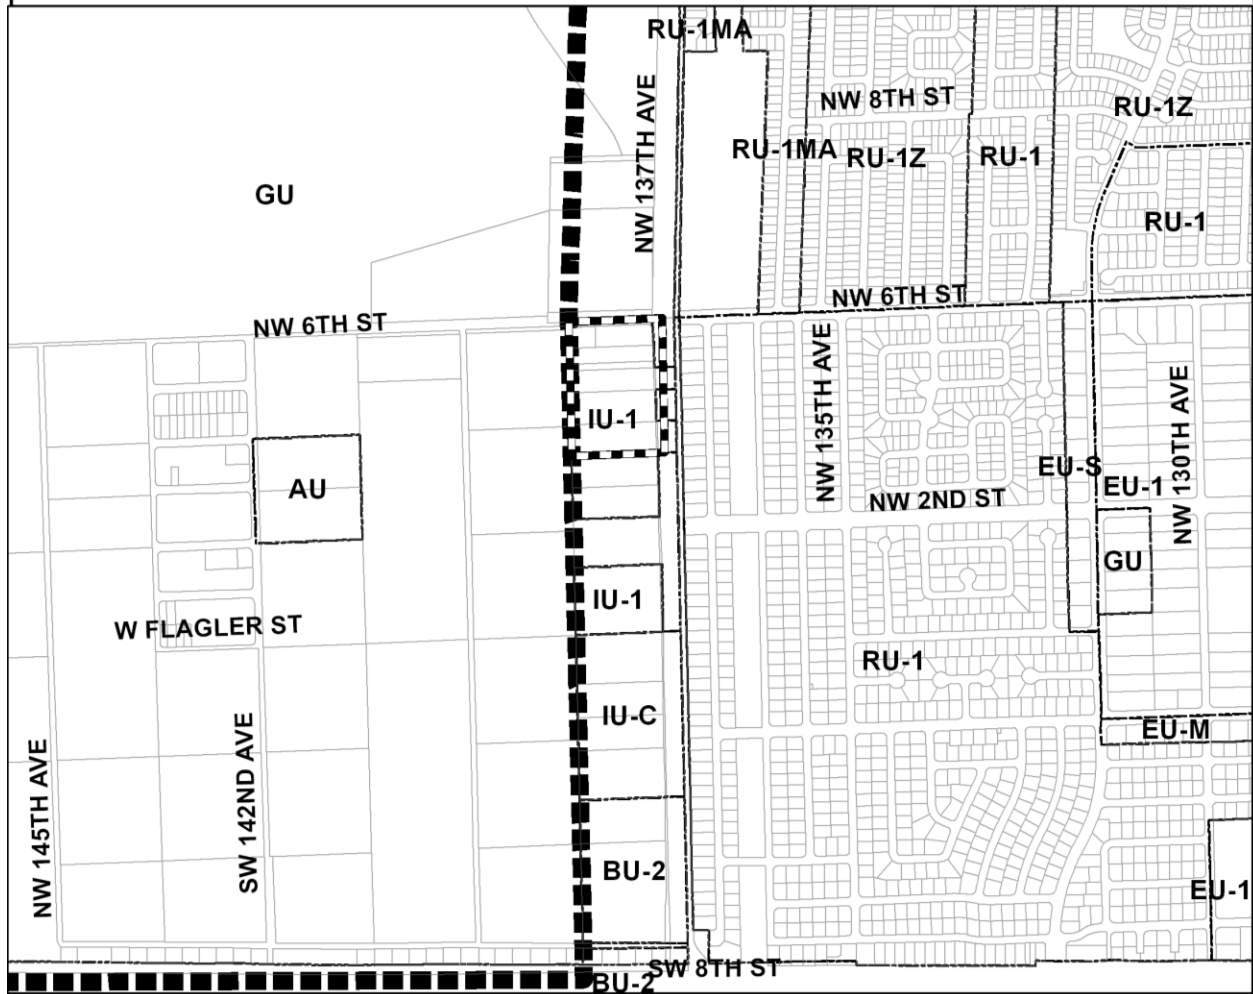 RU-1MA
NW 8TH ST
RU-1Z
NW 137TH AVE
RU-1MA
RU-1Z
RU-1
GU
RU-1
NW 6TH ST
NW 6TH ST
NW 135TH AVE
IU-1
NW 130TH AVE
EU-S
EU-1
AU
NW 2ND ST
GU
IU-1
W FLAGLER ST
RU-1
IU-C
EU-M
NW 145TH AVE
SW 142ND AVE
BU-2
EU-1
SW 8TH ST
BU-2